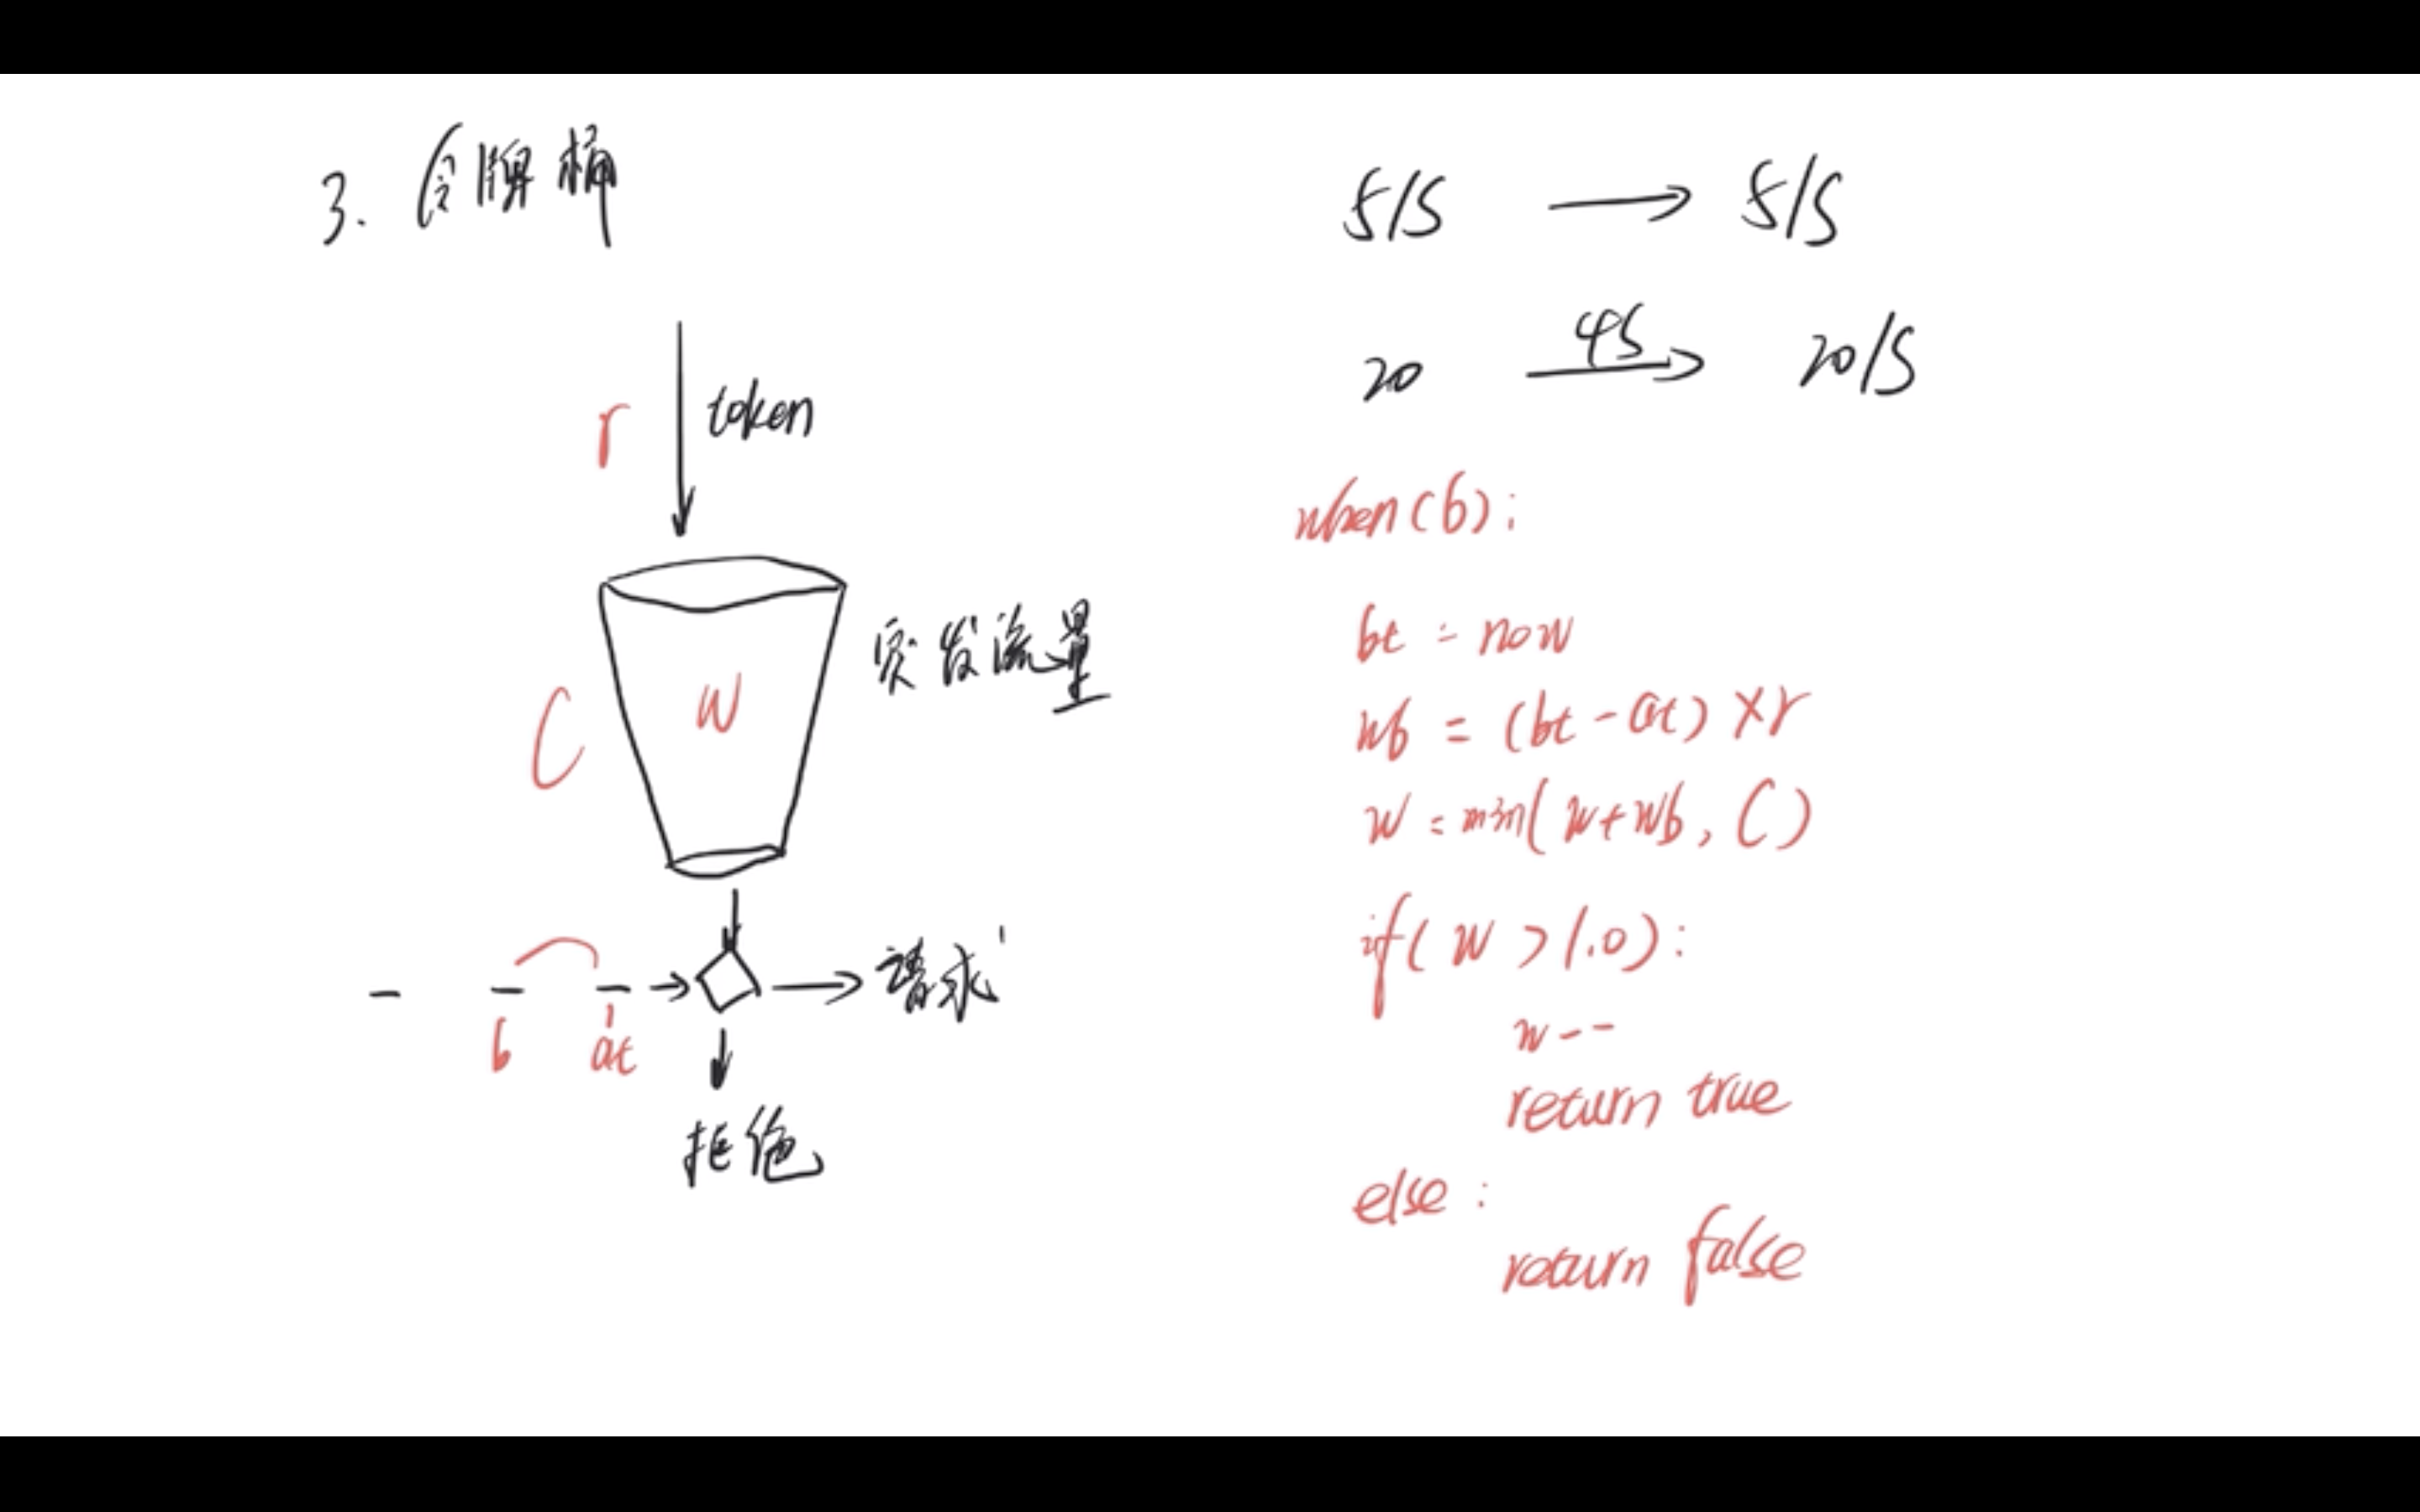 3. 令牌桶
r
token
C
W
突发流量
b
at
请求
拒绝
5/s → 5/s
20 4s → 20/s
when(b):
bt = now
wb = (bt - at) × r
w = min(w+wb, C)
if(w > 1.0):
w--
return true
else:
return false